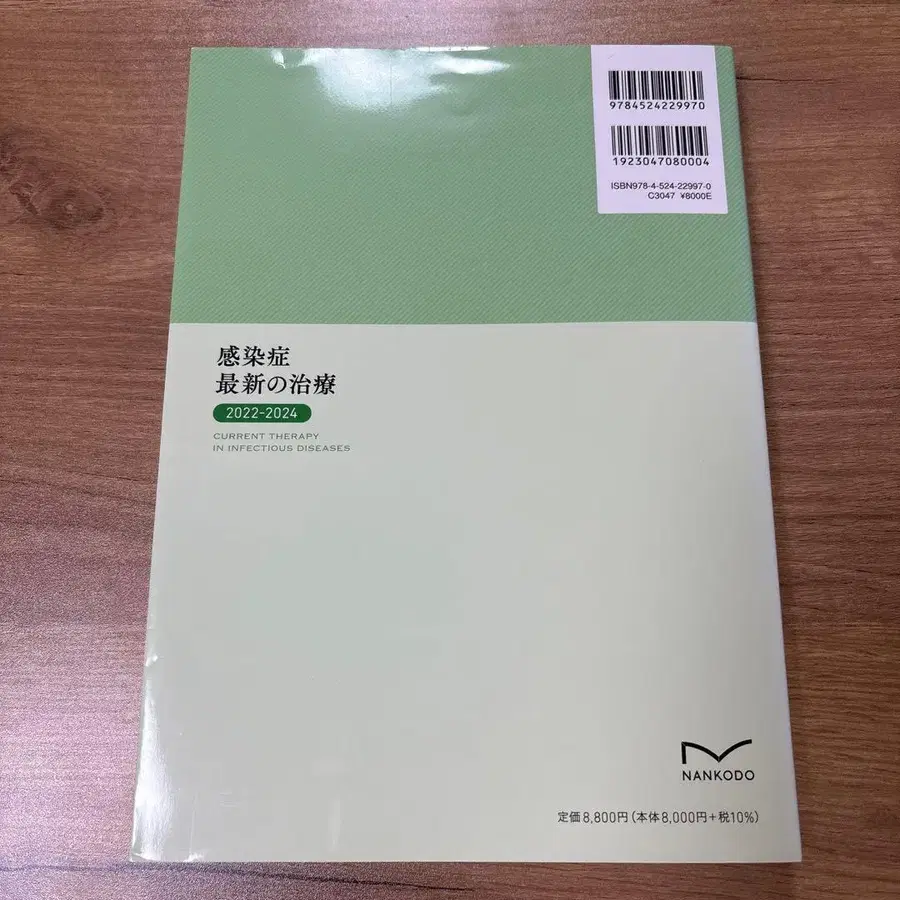 9784524229970
1923047080004
ISBN978-4-524-22997-0
C3047 ¥8000E
感染症
最新の治療
2022-2024
CURRENT THERAPY
IN INFECTIOUS DISEASES
NANKODO
定価8,800円(本体8,000円+税10%)